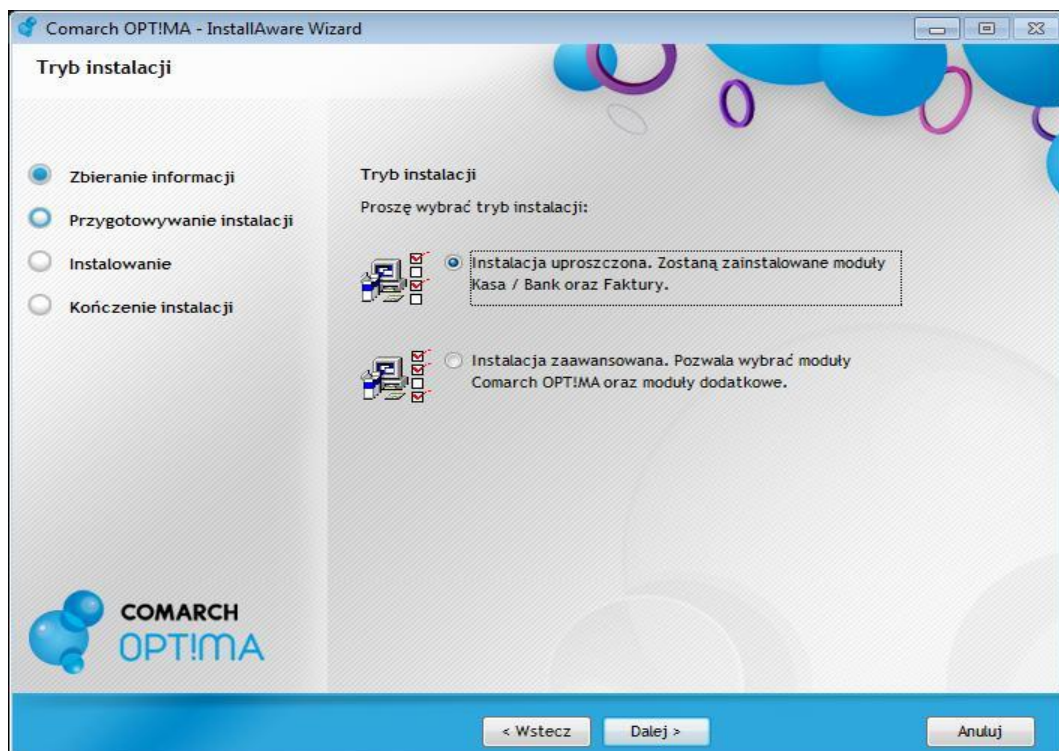 Comarch OPT!MA - InstallAware Wizard
Tryb instalacji
Zbieranie informacji
Przygotowywanie instalacji
Instalowanie
Kończenie instalacji
Tryb instalacji
Proszę wybrać tryb instalacji:
Instalacja uproszczona. Zostaną zainstalowane moduły
Kasa / Bank oraz Faktury.
Instalacja zaawansowana. Pozwala wybrać moduły
Comarch OPT!MA oraz moduły dodatkowe.
COMARCH
OPT!MA
< Wstecz
Dalej >
Anuluj